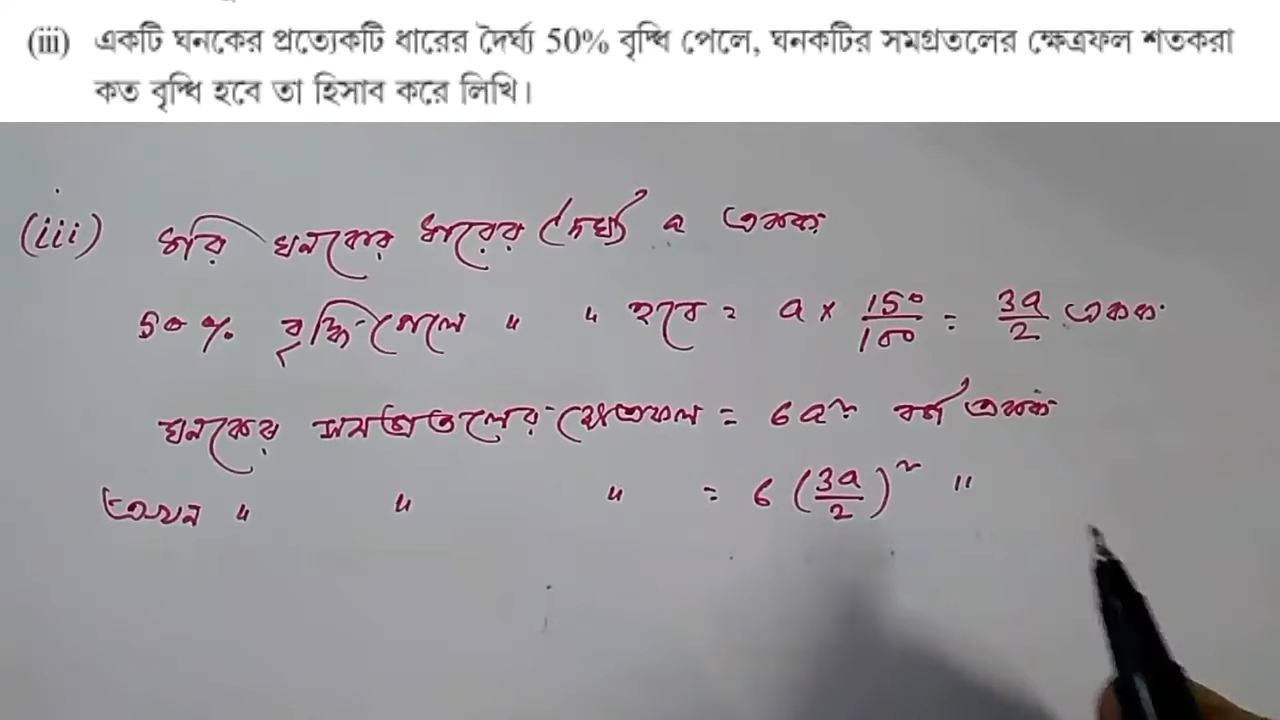 (iii) একটি ঘনকের প্রত্যেকটি ধারের দৈর্ঘ্য 50% বৃদ্ধি পেলে, ঘনকটির সমগ্রতলের ক্ষেত্রফল শতকরা
কত বৃদ্ধি হবে তা হিসাব করে লিখি।
(iii) ধরি ঘনকের ধারের দৈর্ঘ্য a একক
50% বৃদ্ধি পেলে " " হবে = a × 150/100 = 3a/2 একক
ঘনকের সমগ্রতলের ক্ষেত্রফল = 6a² বর্গ একক
এখন " " " = 6 (3a/2)² "